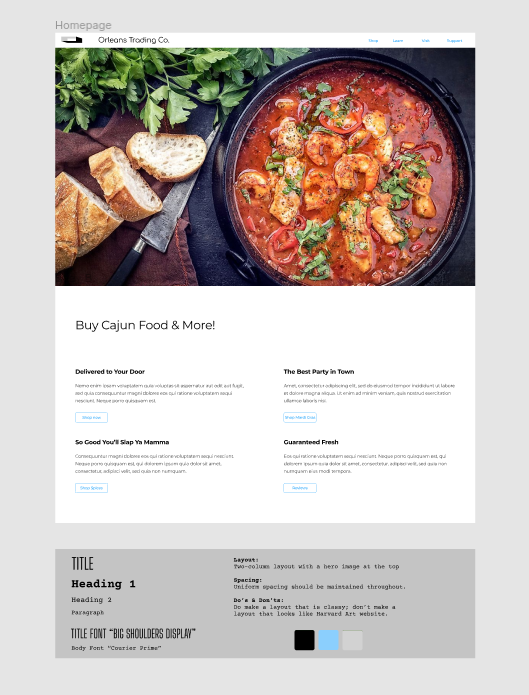 Homepage
Orleans Trading Co.
Shop Learn Visit Support
Buy Cajun Food & More!
Delivered to Your Door
Nemo enim ipsam voluptatem quia voluptas sit aspernatur aut odit aut fugit,
sed quia consequuntur magni dolores eos qui ratione voluptatem sequi
nesciunt. Neque porro quisquam est.
Shop now
The Best Party in Town
Amet, consectetur adipiscing elit, sed do eiusmod tempor incididunt ut labore
et dolore magna aliqua. Ut enim ad minim veniam, quis nostrud exercitation
ullamco laboris nisi.
Shop Mardi Gras
So Good You'll Slap Ya Mamma
Consequuntur magni dolores eos qui ratione voluptatem sequi nesciunt.
Neque porro quisquam est, qui dolorem ipsum quia dolor sit amet,
consectetur, adipisci velit, sed quia non numquam.
Shop Spices
Guaranteed Fresh
Eos qui ratione voluptatem sequi nesciunt. Neque porro quisquam est, qui
dolorem ipsum quia dolor sit amet, consectetur, adipisci velit, sed quia non
numquam eius modi tempora.
TITLE
Heading 1
Heading 2
Paragraph
TITLE FONT "BIG SHOULDERS DISPLAY"
Body Font "Courier Prime"
Layout:
Two-column layout with a hero image at the top
Spacing:
Uniform spacing should be maintained throughout.
Do's & Don'ts:
Do make a layout that is classy; don't make a
layout that looks like Harvard Art website.